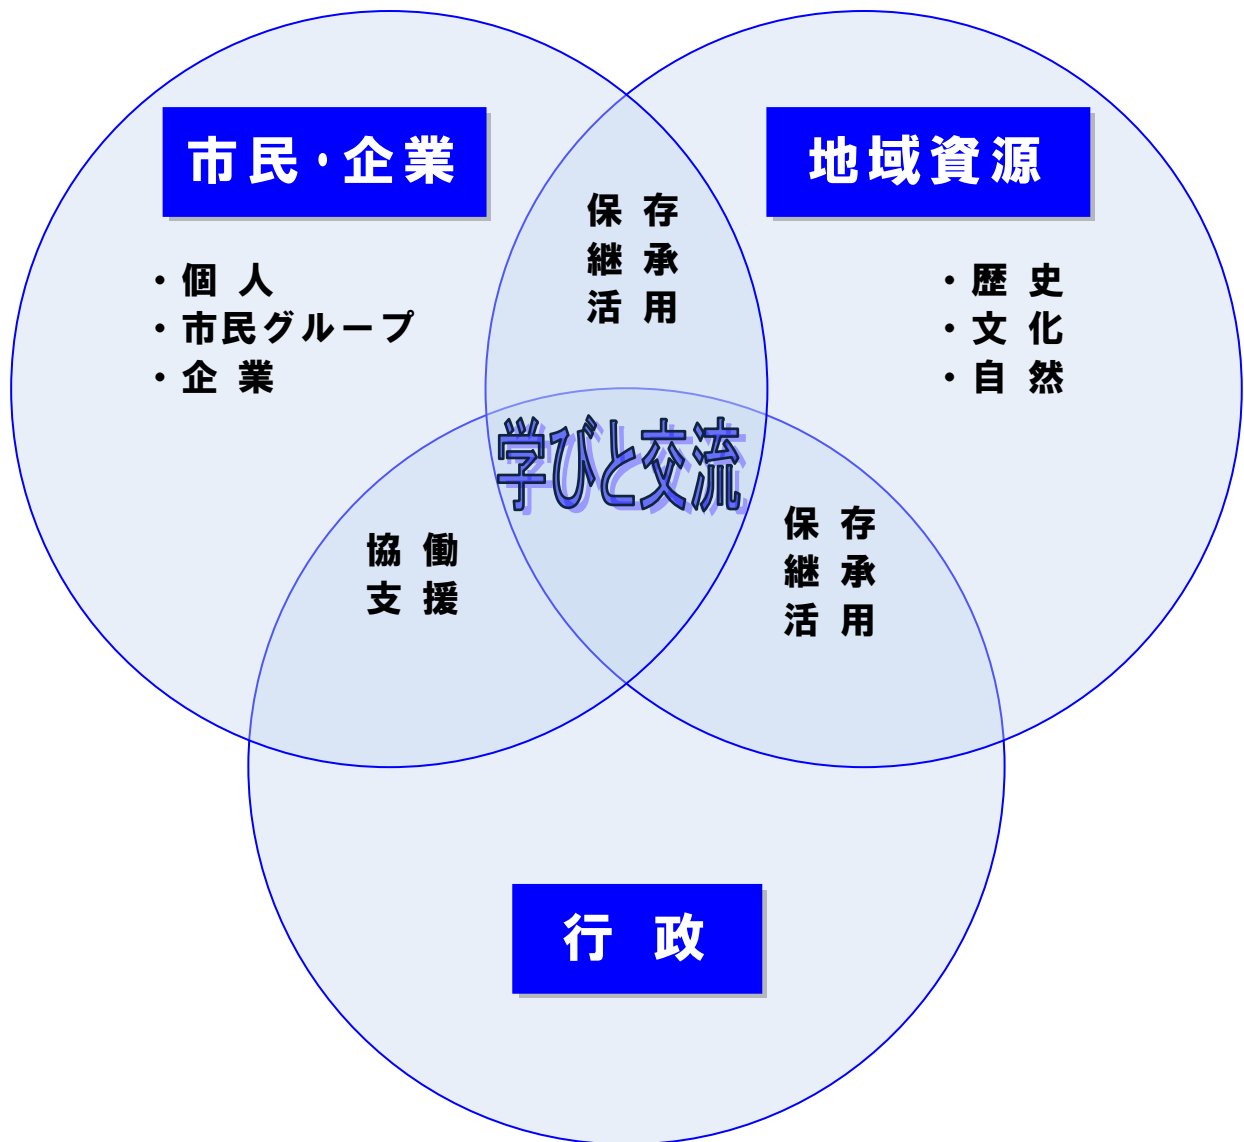 市民・企業
・個 人
・市民グループ
・企 業
保 存
継 承
活 用
地域資源
・歴 史
・文 化
・自 然
学びと交流
協 働
支 援
保 存
継 承
活 用
行 政